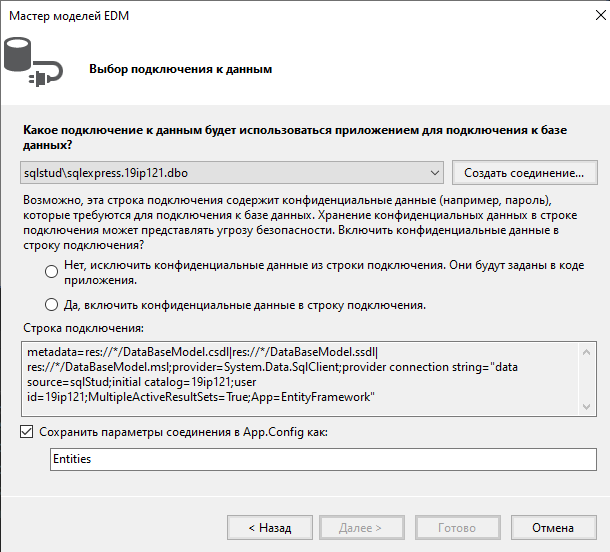 Мастер моделей EDM
Выбор подключения к данным
Какое подключение к данным будет использоваться приложением для подключения к базе
данных?
sqlstud\sqlexpress.19ip121.dbo
Создать соединение...
Возможно, эта строка подключения содержит конфиденциальные данные (например, пароль),
которые требуются для подключения к базе данных. Хранение конфиденциальных данных в строке
подключения может представлять угрозу безопасности. Включить конфиденциальные данные в
строку подключения?
Нет, исключить конфиденциальные данные из строки подключения. Они будут заданы в коде
приложения.
Да, включить конфиденциальные данные в строку подключения.
Строка подключения:
metadata=res://*/DataBaseModel.csdl|res://*/DataBaseModel.ssdl|
res://*/DataBaseModel.msl;provider=System.Data.SqlClient;provider connection string="data
source=sqlStud;initial catalog=19ip121;user
id=19ip121;MultipleActiveResultSets=True;App=EntityFramework"
Сохранить параметры соединения в App.Config как:
Entities
< Назад
Далее >
Готово
Отмена